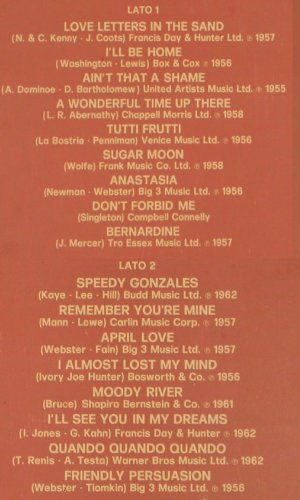 LATO 1
LOVE LETTERS IN THE SAND
(N. & C. Kenny - J. Coots) Francis Day & Hunter Ltd. ℗ 1957
I'LL BE HOME
(Washington - Lewis) Box & Cox ℗ 1956
AIN'T THAT A SHAME
(A. Dominoe - D. Bartholomew) United Artists Music Ltd. ℗ 1955
A WONDERFUL TIME UP THERE
(L. R. Abernathy) Chappell Morris Ltd. ℗ 1958
TUTTI FRUTTI
(La Bostrie - Penniman) Venice Music Ltd. ℗ 1956
SUGAR MOON
(Wolfe) Frank Music Co. Ltd. ℗ 1958
ANASTASIA
(Newman - Webster) Big 3 Music Ltd. ℗ 1956
DON'T FORBID ME
(Singleton) Campbell Connelly
BERNARDINE
(J. Mercer) Tro Essex Music Ltd. ℗ 1957
LATO 2
SPEEDY GONZALES
(Kaye - Lee - Hill) Budd Music Ltd. ℗ 1962
REMEMBER YOU'RE MINE
(Mann - Lowe) Carlin Music Corp. ℗ 1957
APRIL LOVE
(Webster - Fain) Big 3 Music Ltd. ℗ 1957
I ALMOST LOST MY MIND
(Ivory Joe Hunter) Bosworth & Co. ℗ 1956
MOODY RIVER
(Bruce) Shapiro Bernstein & Co. ℗ 1961
I'LL SEE YOU IN MY DREAMS
(I. Jones - G. Kahn) Francis Day & Hunter ℗ 1962
QUANDO QUANDO QUANDO
(T. Renis - A. Testa) Warner Bros Music Ltd. ℗ 1962
FRIENDLY PERSUASION
(Webster - Tiomkin) Big 3 Music Ltd. ℗ 1956